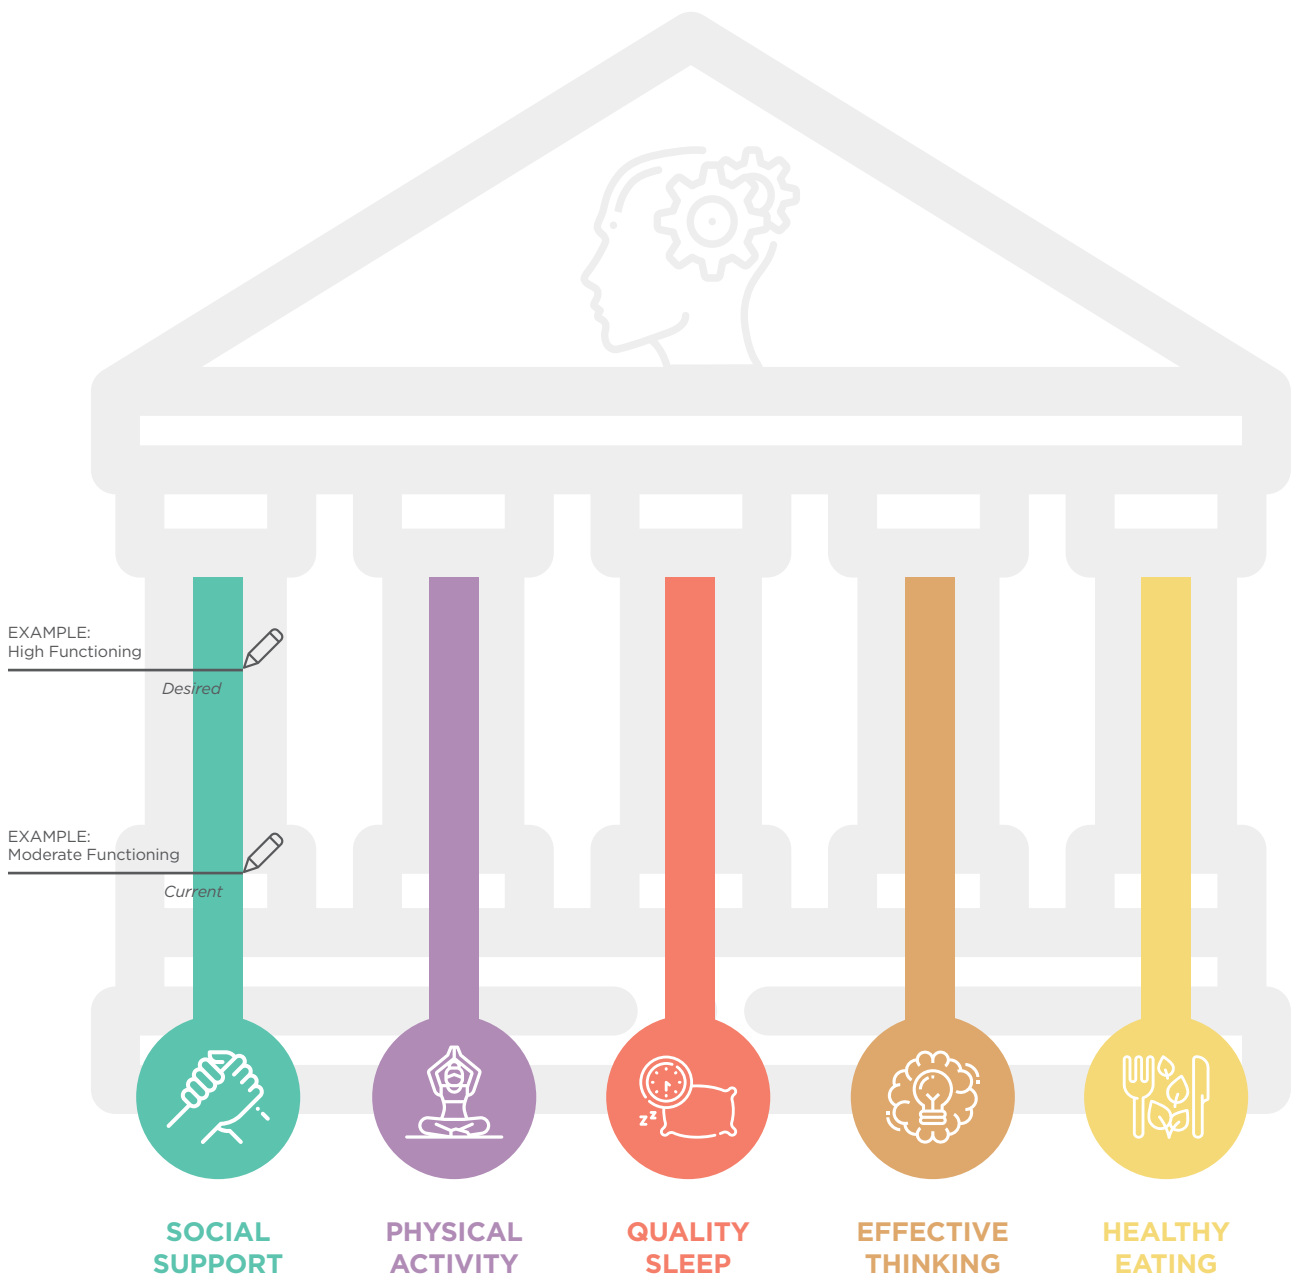 EXAMPLE:
High Functioning
Desired
EXAMPLE:
Moderate Functioning
Current
z z
SOCIAL
SUPPORT
PHYSICAL
ACTIVITY
QUALITY
SLEEP
EFFECTIVE
THINKING
HEALTHY
EATING